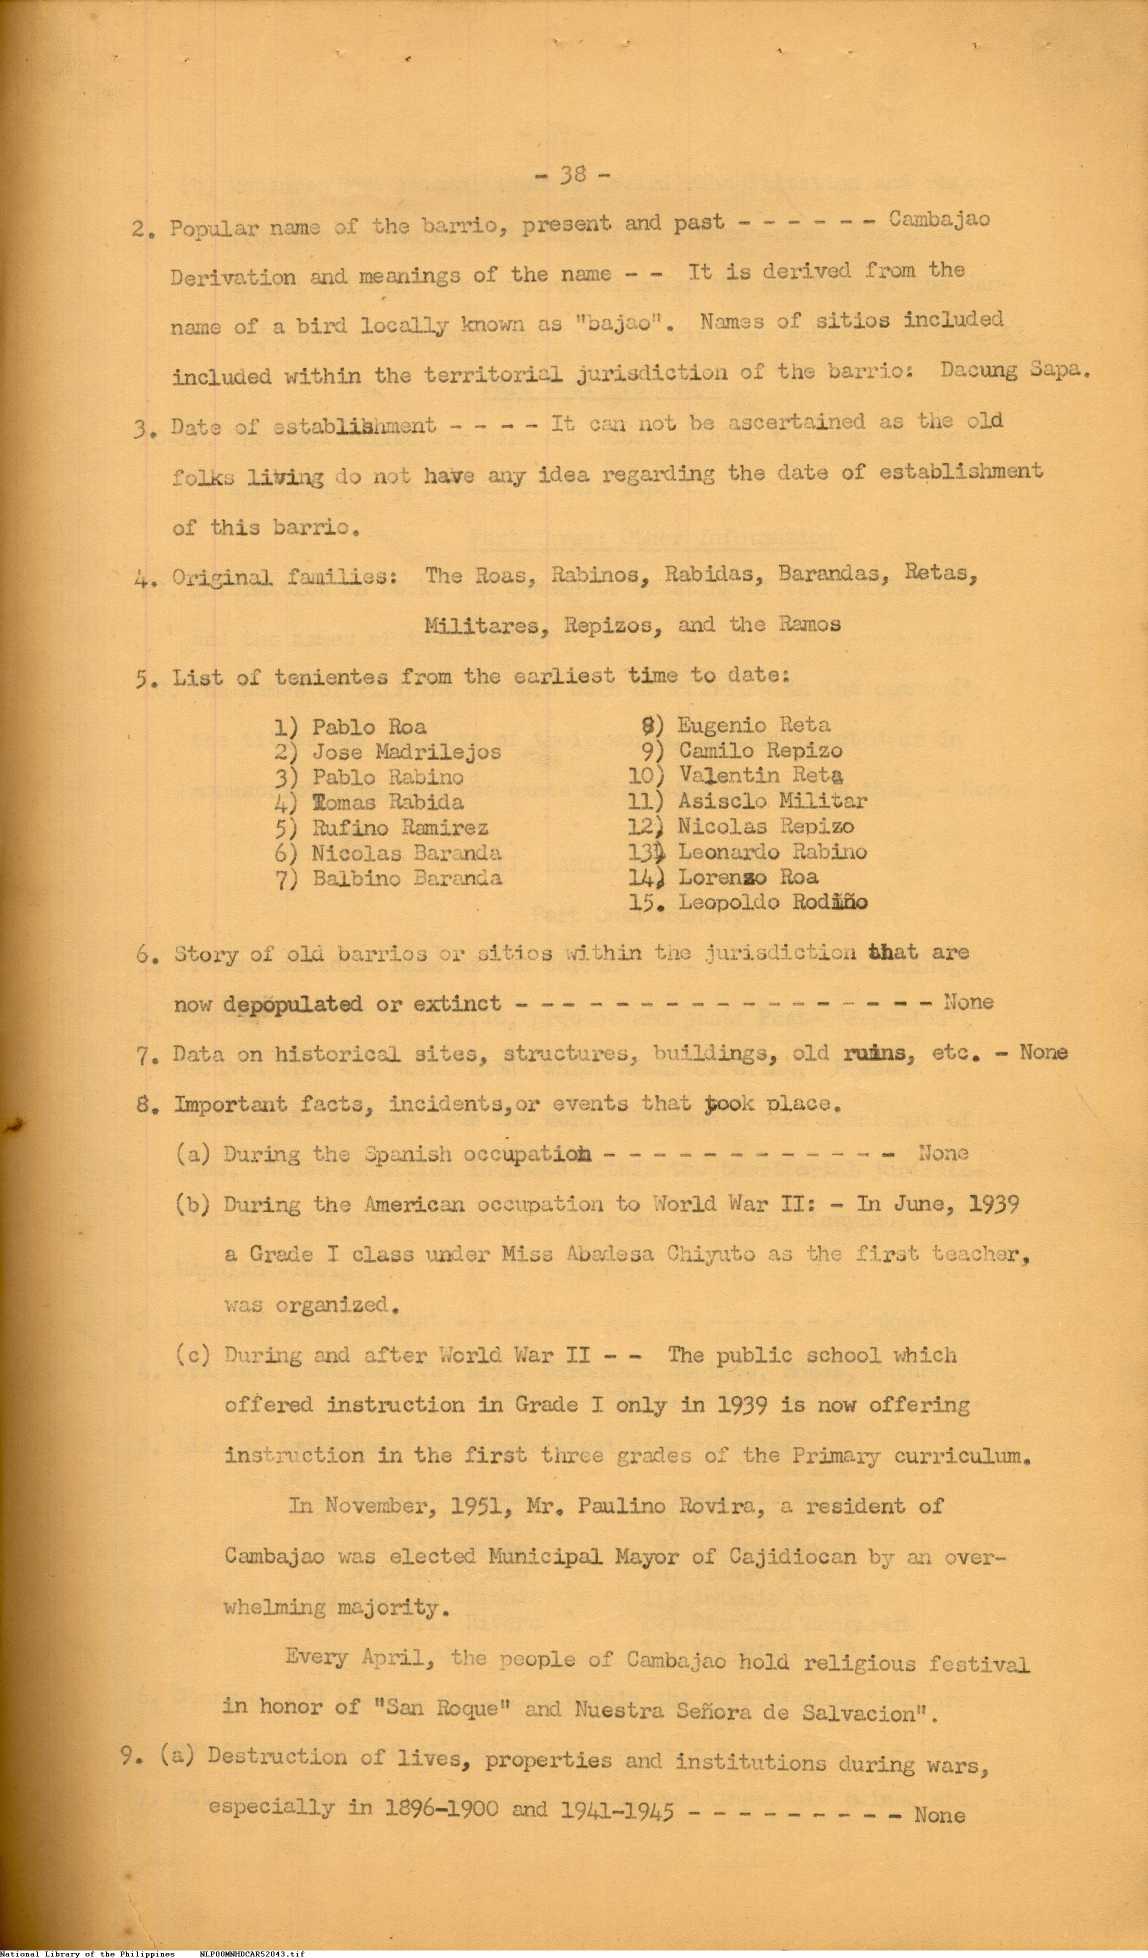 - 38 -
2. Popular name of the barrio, present and past - - - - - - Cambajao
Derivation and meanings of the name - - It is derived from the
name of a bird locally known as "bajao". Names of sitios included
included within the territorial jurisdiction of the barrio: Dacung Sapa.
3. Date of establishment - - - - It can not be ascertained as the old
folks living do not have any idea regarding the date of establishment
of this barrio.
4. Original families: The Roas, Rabinos, Rabidas, Barandas, Retas,
Militares, Repizos, and the Ramos
5. List of tenientes from the earliest time to date:
1) Pablo Roa
2) Jose Madrilejos
3) Pablo Rabino
4) Tomas Rabida
5) Rufino Ramirez
6) Nicolas Baranda
7) Balbino Baranda
8) Eugenio Reta
9) Camilo Repizo
10) Valentin Reta
11) Asisclo Militar
12) Nicolas Repizo
13) Leonardo Rabino
14) Lorenzo Roa
15. Leopoldo Rodiño
6. Story of old barrios or sitios within the jurisdiction that are
now depopulated or extinct - - - - - - - - - - - - - - - - - None
7. Data on historical sites, structures, buildings, old ruins, etc. - None
8. Important facts, incidents,or events that took place.
(a) During the Spanish occupation - - - - - - - - - - - - None
(b) During the American occupation to World War II: - In June, 1939
a Grade I class under Miss Abadesa Chiyuto as the first teacher,
was organized.
(c) During and after World War II - - The public school which
offered instruction in Grade I only in 1939 is now offering
instruction in the first three grades of the Primary curriculum.
In November, 1951, Mr. Paulino Rovira, a resident of
Cambajao was elected Municipal Mayor of Cajidiocan by an over-
whelming majority.
Every April, the people of Cambajao hold religious festival
in honor of "San Roque" and Nuestra Señora de Salvacion".
9. (a) Destruction of lives, properties and institutions during wars,
especially in 1896-1900 and 1941-1945 - - - - - - - - - None
National Library of the Philippines NLPOOMNHDCAR52043.tif